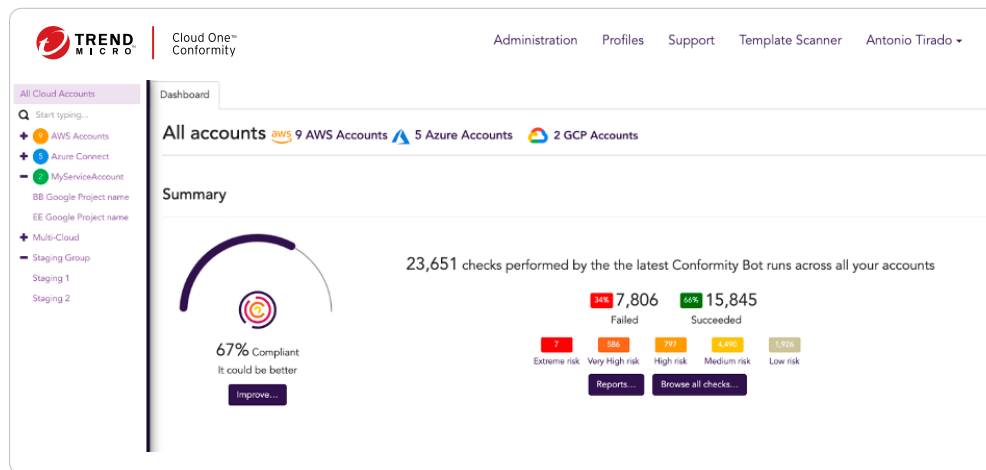 TREND MICRO
Cloud One™ Conformity
Administration Profiles Support Template Scanner Antonio Tirado
All Cloud Accounts
Start typing...
9 AWS Accounts
5 Azure Connect
2 MyServiceAccount
BB Google Project name
EE Google Project name
Multi-Cloud
Staging Group
Staging 1
Staging 2
Dashboard
All accounts aws 9 AWS Accounts 5 Azure Accounts 2 GCP Accounts
Summary
67% Compliant
It could be better
Improve...
23,651 checks performed by the the latest Conformity Bot runs across all your accounts
34% 7,806 66% 15,845
Failed Succeeded
7 586 797 4,490 1,926
Extreme risk Very High risk High risk Medium risk Low risk
Reports... Browse all checks...